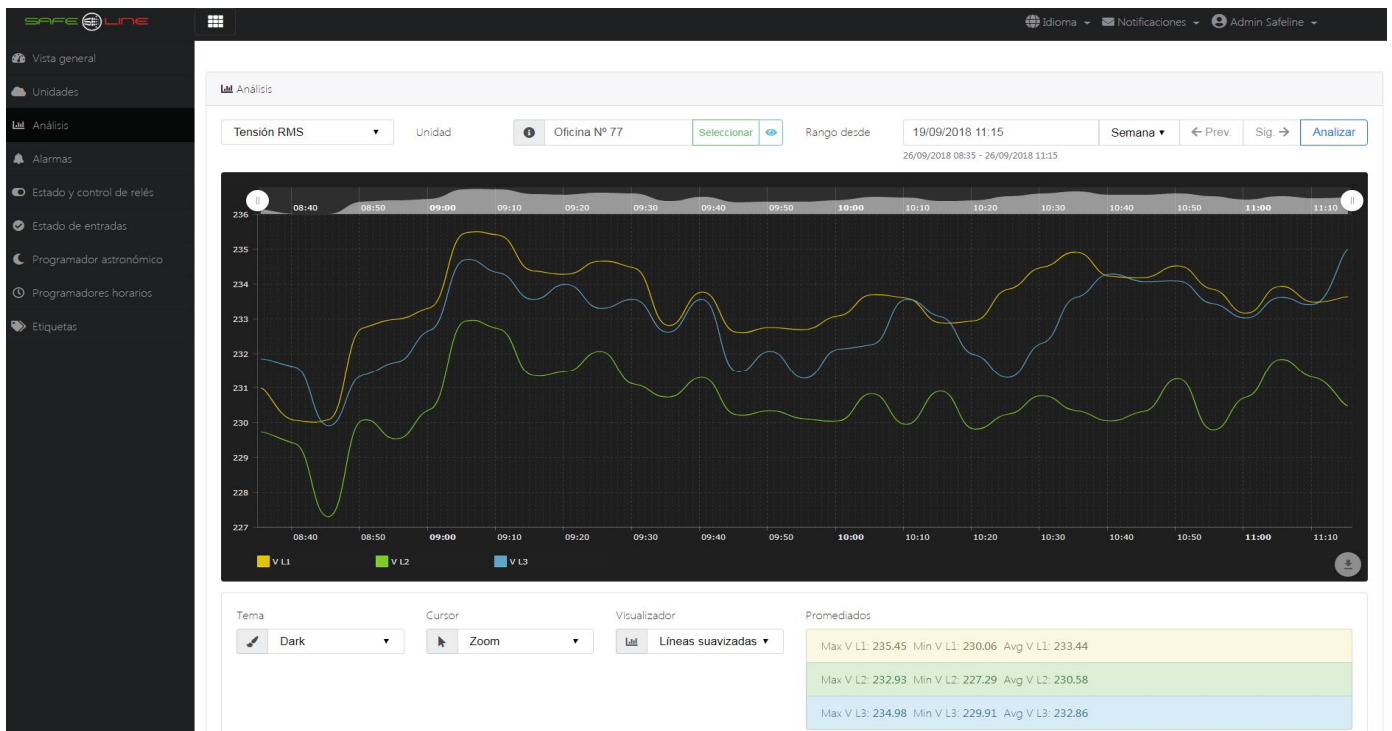 SAFE LINE
Idioma Notificaciones Admin Safeline
Vista general
Unidades
Análisis
Alarmas
Estado y control de relés
Estado de entradas
Programador astronómico
Programadores horarios
Etiquetas
Análisis
Tensión RMS Unidad Oficina Nº 77 Seleccionar Rango desde 19/09/2018 11:15 Semana ← Prev. Sig. → Analizar
26/09/2018 08:35 - 26/09/2018 11:15
08:40 08:50 09:00 09:10 09:20 09:30 09:40 09:50 10:00 10:10 10:20 10:30 10:40 10:50 11:00 11:10
236
235
234
233
232
231
230
229
228
227
08:40 08:50 09:00 09:10 09:20 09:30 09:40 09:50 10:00 10:10 10:20 10:30 10:40 10:50 11:00 11:10
V L1 V L2 V L3
Tema Cursor Visualizador Promediados
Dark Zoom Líneas suavizadas
Max V L1: 235.45 Min V L1: 230.06 Avg V L1: 233.44
Max V L2: 232.93 Min V L2: 227.29 Avg V L2: 230.58
Max V L3: 234.98 Min V L3: 229.91 Avg V L3: 232.86